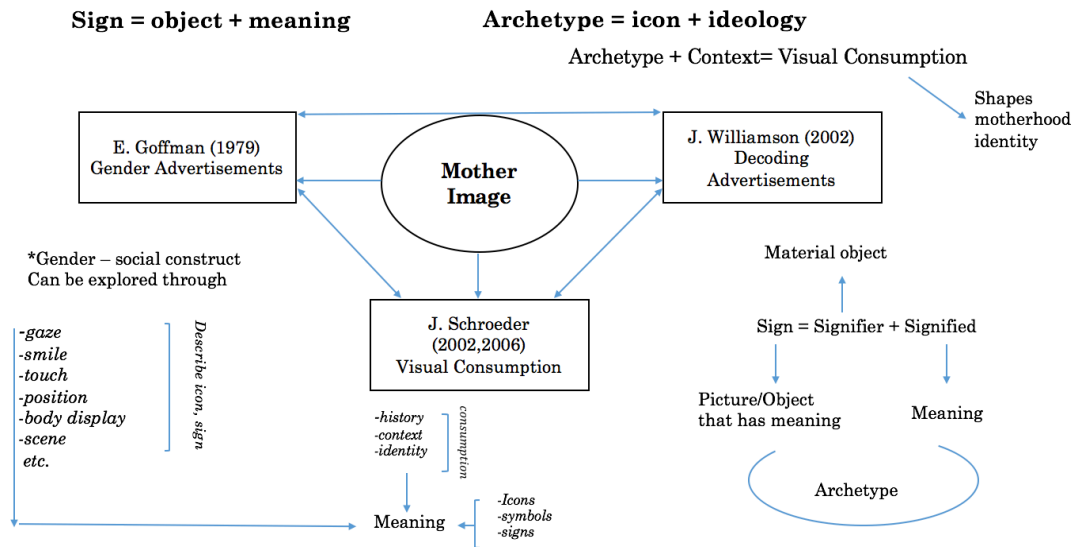 Sign = object + meaning
Archetype = icon + ideology
Archetype + Context= Visual Consumption
Shapes
motherhood
identity
E. Goffman (1979)
Gender Advertisements
Mother
Image
J. Williamson (2002)
Decoding
Advertisements
*Gender – social construct
Can be explored through
-gaze
-smile
-touch
-position
-body display
-scene
etc.
Describe icon, sign
J. Schroeder
(2002,2006)
Visual Consumption
-history
-context
-identity
consumption
Meaning
-Icons
-symbols
-signs
Material object
Sign = Signifier + Signified
Picture/Object
that has meaning
Meaning
Archetype